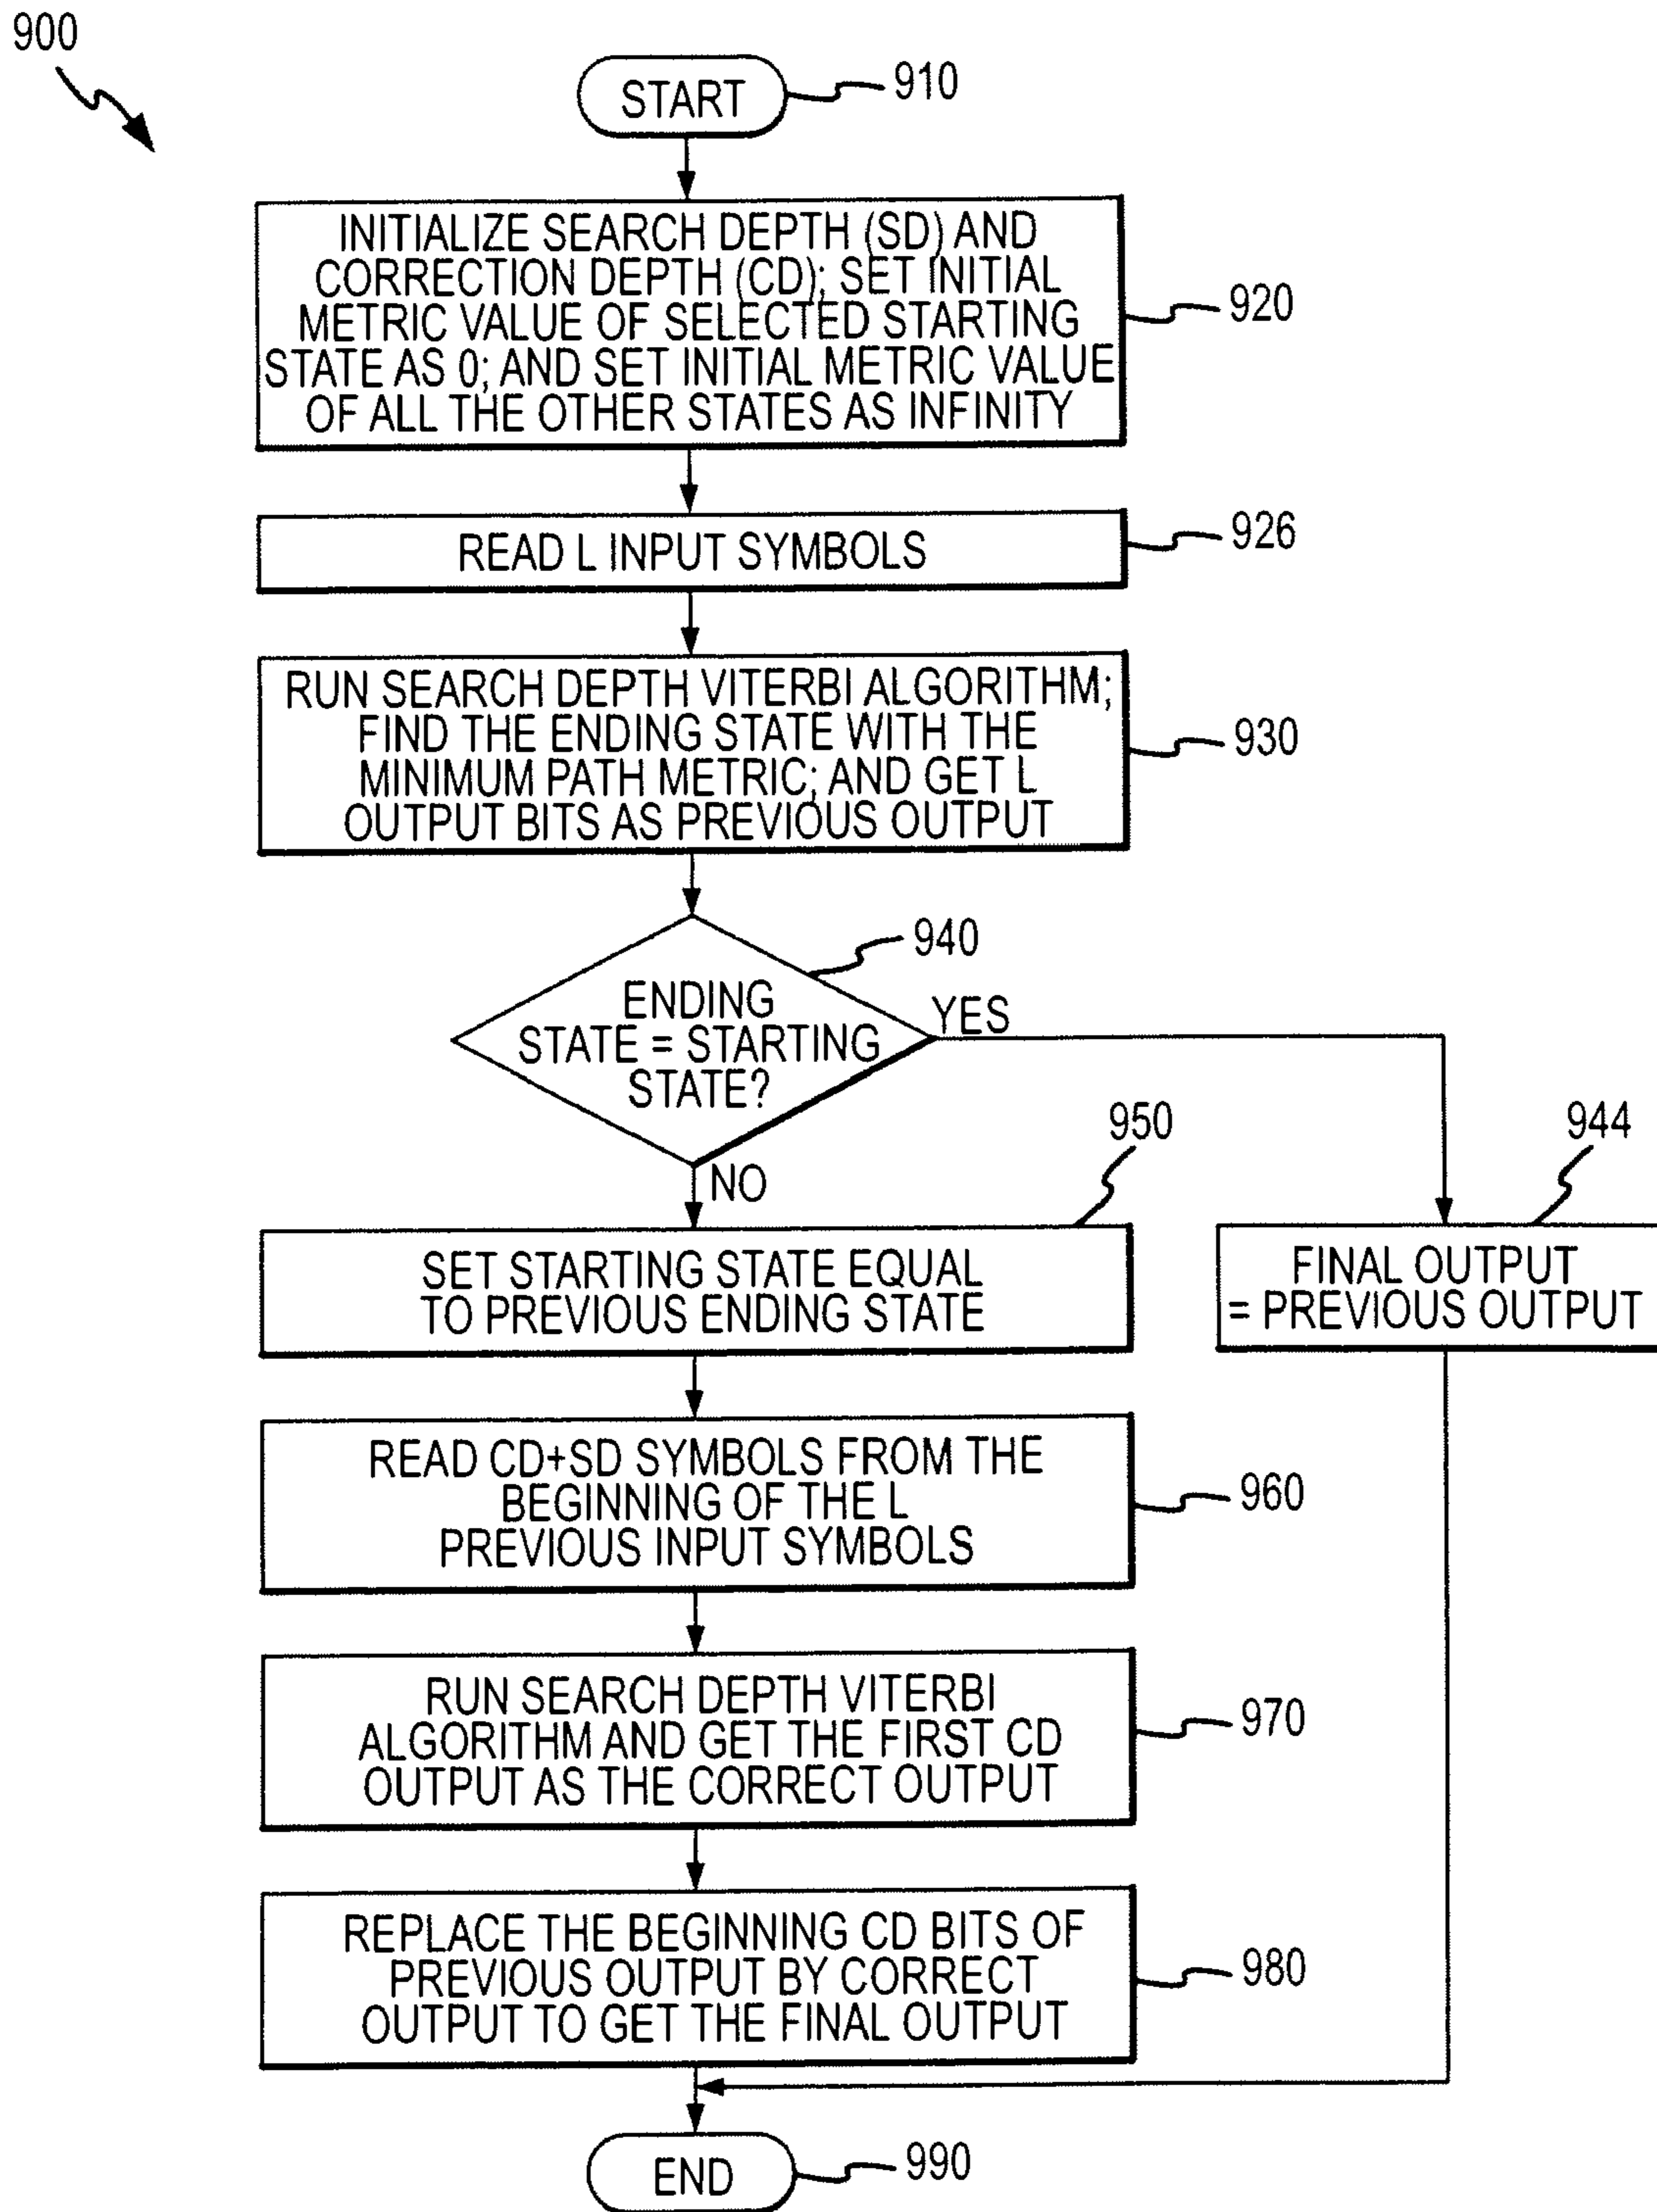 900
START
910
INITIALIZE SEARCH DEPTH (SD) AND
CORRECTION DEPTH (CD); SET INITIAL
METRIC VALUE OF SELECTED STARTING
STATE AS 0; AND SET INITIAL METRIC VALUE
OF ALL THE OTHER STATES AS INFINITY
920
READ L INPUT SYMBOLS
926
RUN SEARCH DEPTH VITERBI ALGORITHM;
FIND THE ENDING STATE WITH THE
MINIMUM PATH METRIC; AND GET L
OUTPUT BITS AS PREVIOUS OUTPUT
930
940
ENDING
STATE = STARTING
STATE?
YES
NO
950
944
SET STARTING STATE EQUAL
TO PREVIOUS ENDING STATE
FINAL OUTPUT
= PREVIOUS OUTPUT
READ CD+SD SYMBOLS FROM THE
BEGINNING OF THE L
PREVIOUS INPUT SYMBOLS
960
RUN SEARCH DEPTH VITERBI
ALGORITHM AND GET THE FIRST CD
OUTPUT AS THE CORRECT OUTPUT
970
REPLACE THE BEGINNING CD BITS OF
PREVIOUS OUTPUT BY CORRECT
OUTPUT TO GET THE FINAL OUTPUT
980
END
990